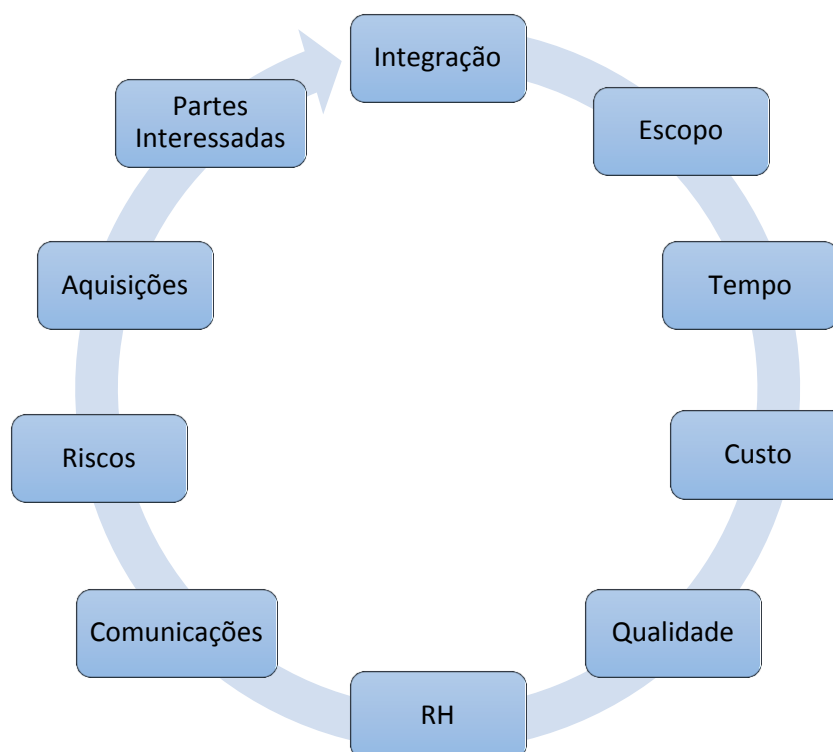 Integração
Escopo
Tempo
Custo
Qualidade
RH
Comunicações
Riscos
Aquisições
Partes
Interessadas